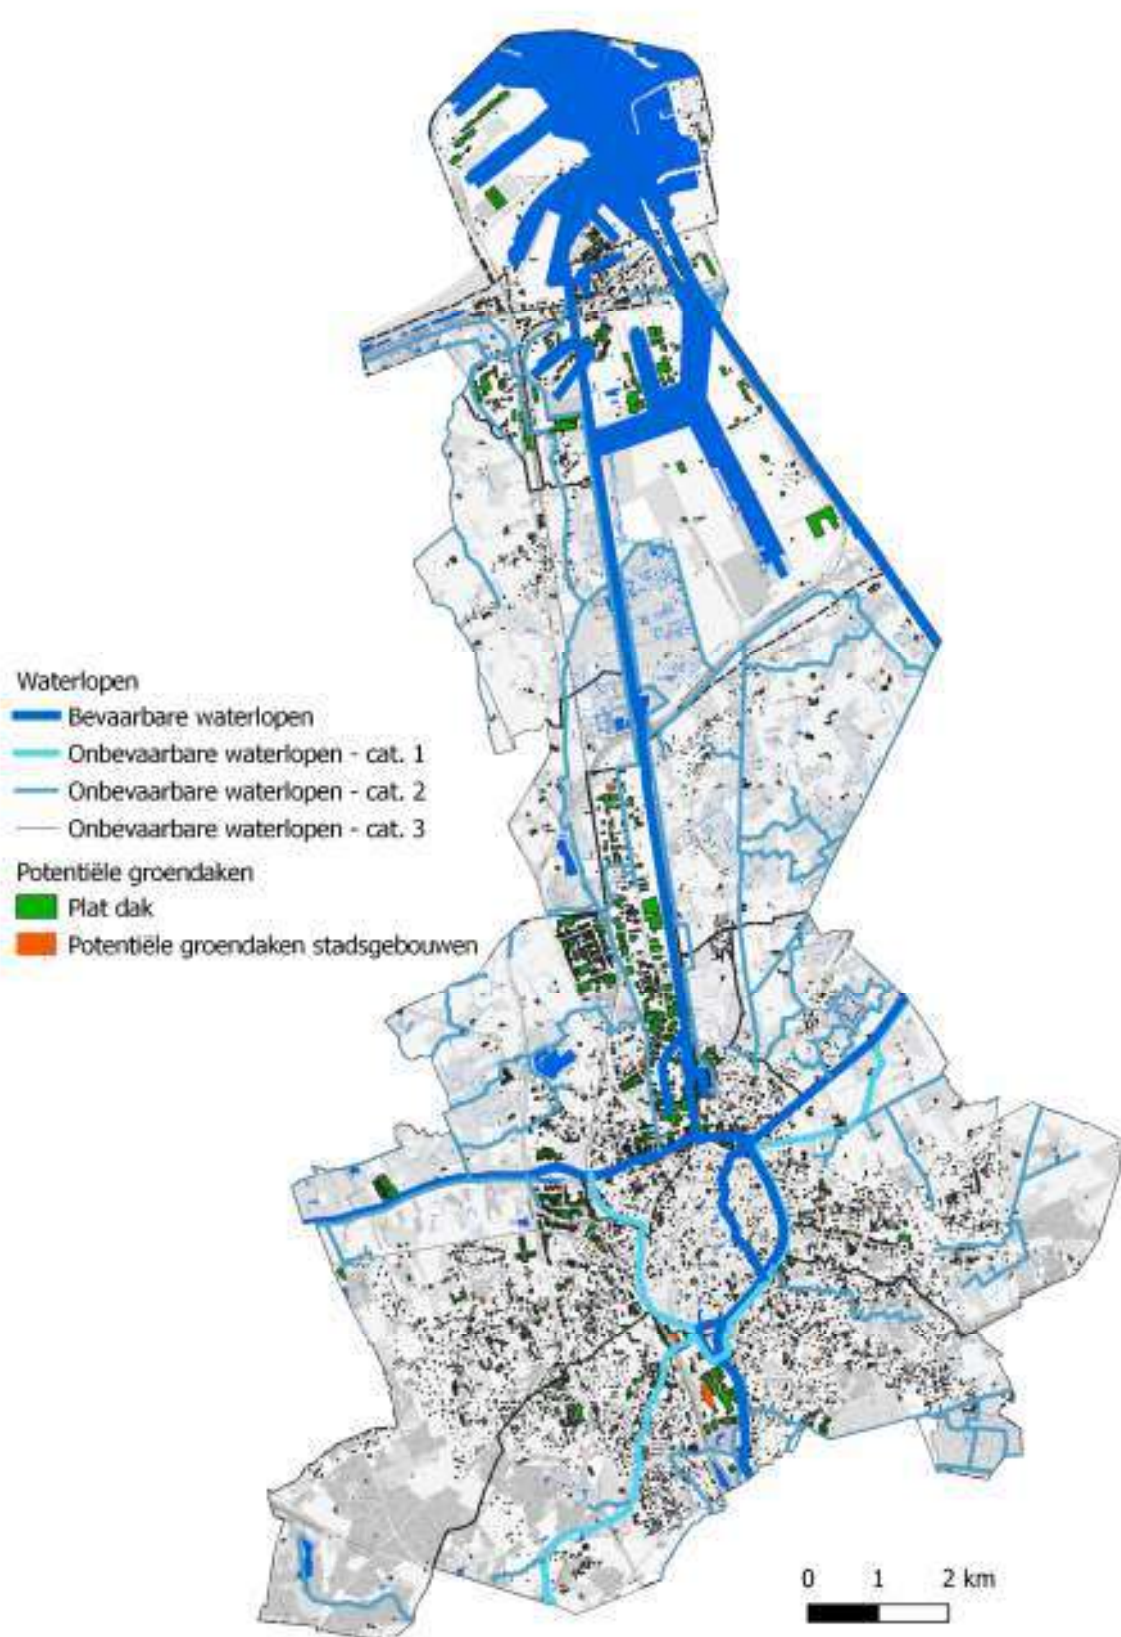 Waterlopen
Bevaarbare waterlopen
Onbevaarbare waterlopen - cat. 1
Onbevaarbare waterlopen - cat. 2
Onbevaarbare waterlopen - cat. 3
Potentiële groendaken
Plat dak
Potentiële groendaken stadsgebouwen
0 1 2 km